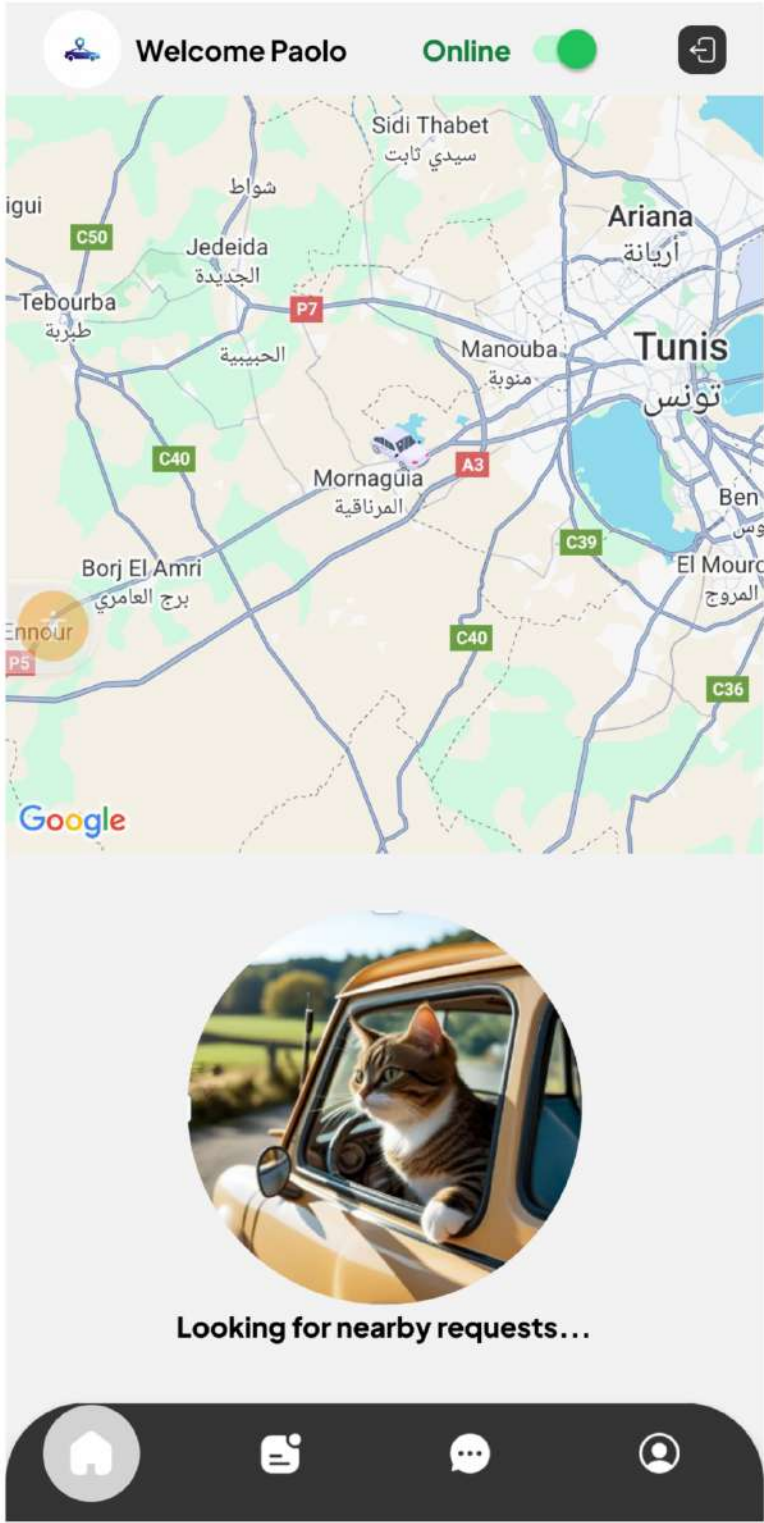 Welcome Paolo
Online
Sidi Thabet
سيدي ثابت
شواط
igui
C50
Ariana
أريانة
Jedeida
الجديدة
Tebourba
طبربة
P7
الحبيبية
Manouba
منوبة
Tunis
تونس
C40
Mornaguia
المرناقية
A3
Ben
وس
C39
El Mourc
المروج
Borj El Amri
برج العامري
Ennour
P5
C40
C36
Google
Looking for nearby requests...